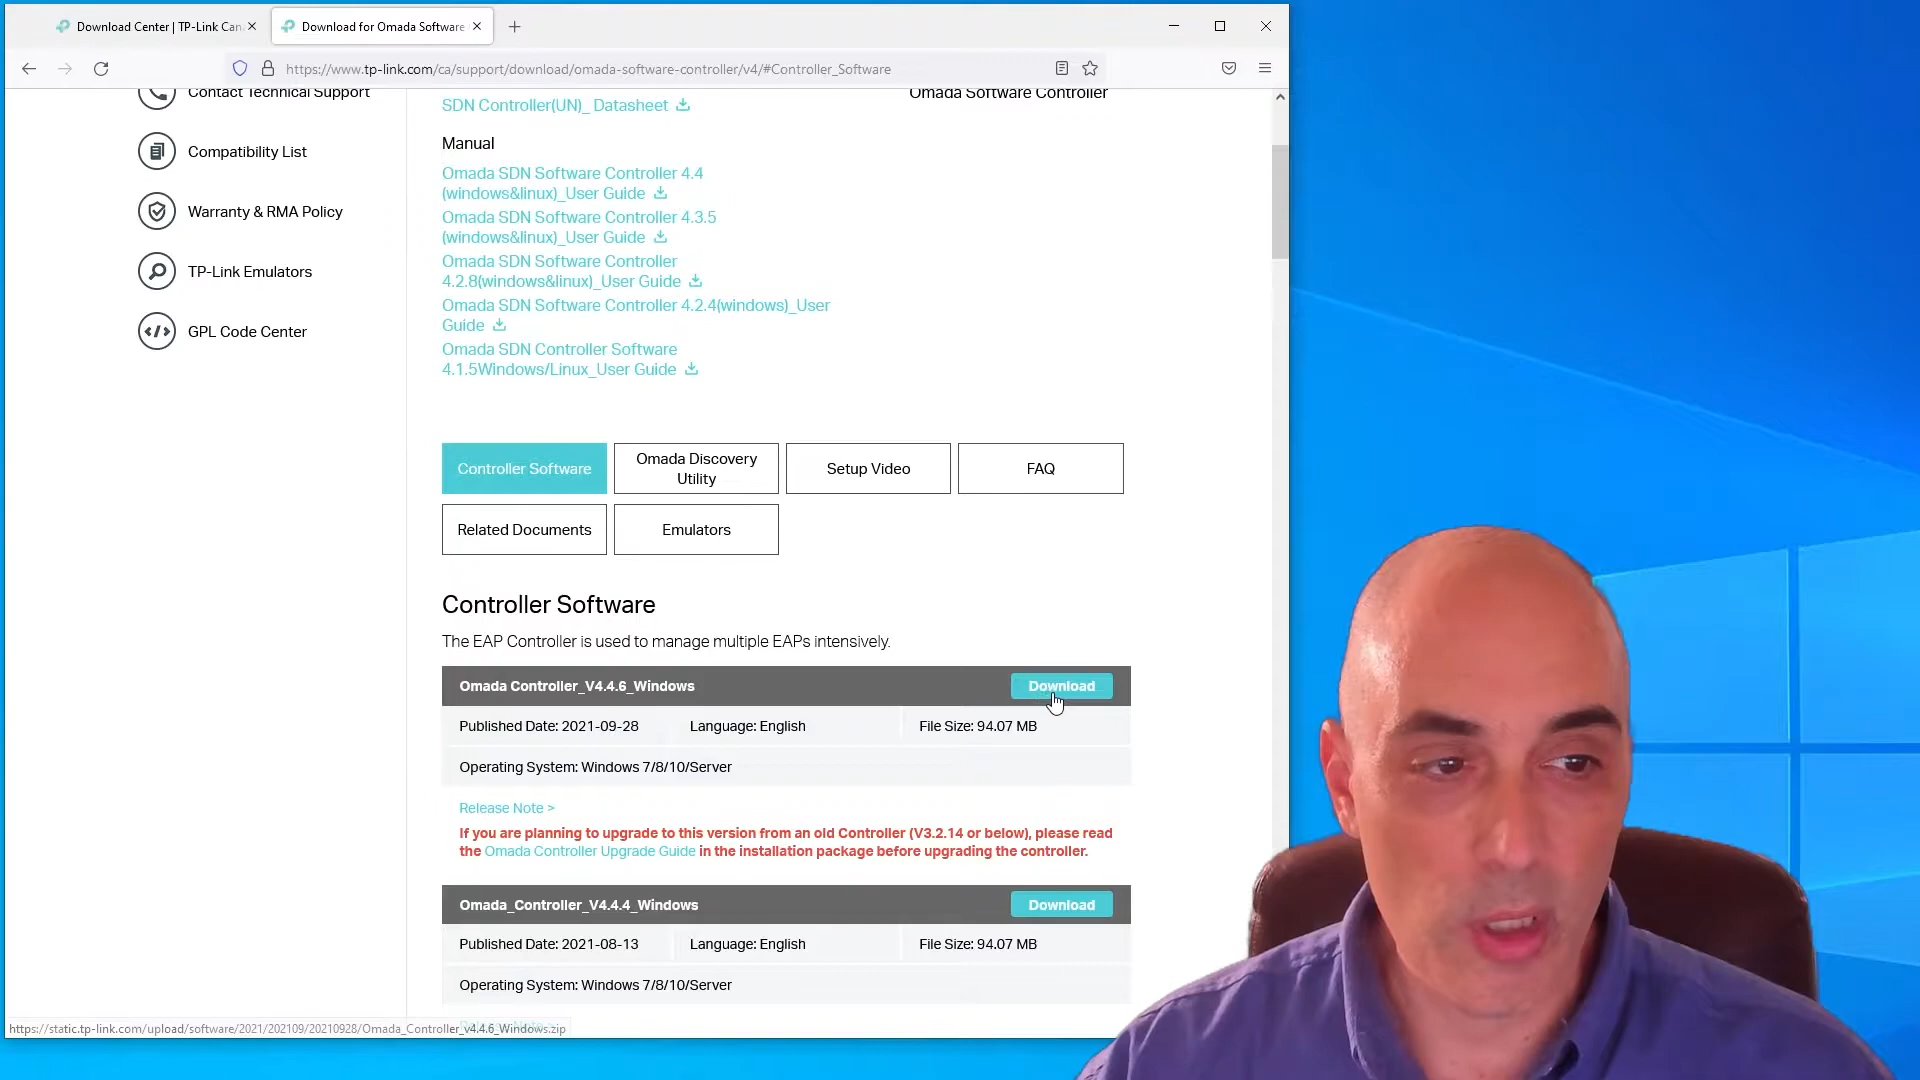 Download Center | TP-Link Can
Download for Omada Software
https://www.tp-link.com/ca/support/download/omada-software-controller/v4/#Controller_Software
Contact Technical Support
Compatibility List
Warranty & RMA Policy
TP-Link Emulators
GPL Code Center
SDN Controller(UN)_ Datasheet
Omada Software Controller
Manual
Omada SDN Software Controller 4.4
(windows&linux)_User Guide
Omada SDN Software Controller 4.3.5
(windows&linux)_User Guide
Omada SDN Software Controller
4.2.8(windows&linux)_User Guide
Omada SDN Software Controller 4.2.4(windows)_User
Guide
Omada SDN Controller Software
4.1.5Windows/Linux_User Guide
Controller Software
Omada Discovery
Utility
Setup Video
FAQ
Related Documents
Emulators
Controller Software
The EAP Controller is used to manage multiple EAPs intensively.
Omada Controller_V4.4.6_Windows
Download
Published Date: 2021-09-28
Language: English
File Size: 94.07 MB
Operating System: Windows 7/8/10/Server
Release Note >
If you are planning to upgrade to this version from an old Controller (V3.2.14 or below), please read
the Omada Controller Upgrade Guide in the installation package before upgrading the controller.
Omada_Controller_V4.4.4_Windows
Download
Published Date: 2021-08-13
Language: English
File Size: 94.07 MB
Operating System: Windows 7/8/10/Server
https://static.tp-link.com/upload/software/2021/202109/20210928/Omada_Controller_v4.4.6_Windows.zip